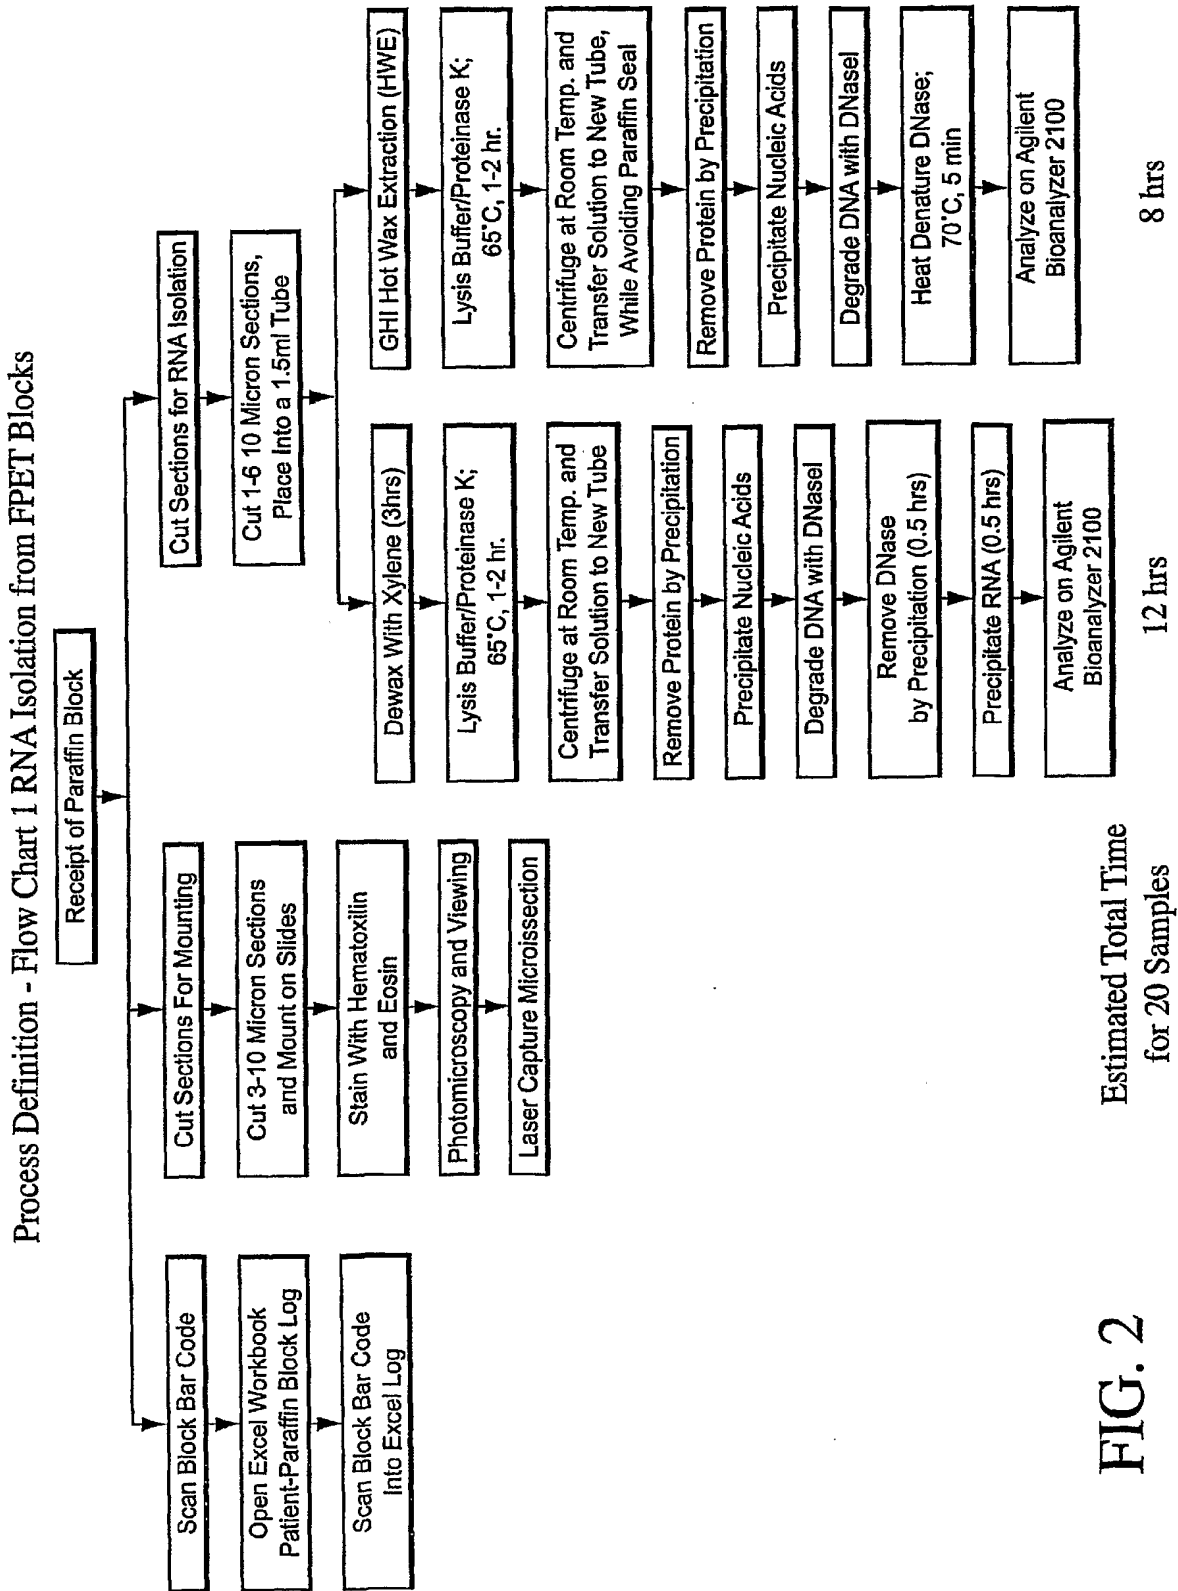 Process Definition - Flow Chart 1 RNA Isolation from FPET Blocks
Receipt of Paraffin Block
Scan Block Bar Code
Open Excel Workbook
Patient-Paraffin Block Log
Scan Block Bar Code
Into Excel Log
Cut Sections For Mounting
Cut 3-10 Micron Sections
and Mount on Slides
Stain With Hematoxilin
and Eosin
Photomicroscopy and Viewing
Laser Capture Microissection
Cut Sections for RNA Isolation
Cut 1-6 10 Micron Sections,
Place Into a 1.5ml Tube
Dewax With Xylene (3hrs)
Lysis Buffer/Proteinase K;
65°C, 1-2 hr.
Centrifuge at Room Temp. and
Transfer Solution to New Tube
Remove Protein by Precipitation
Precipitate Nucleic Acids
Degrade DNA with DNaseI
Remove DNase
by Precipitation (0.5 hrs)
Precipitate RNA (0.5 hrs)
Analyze on Agilent
Bioanalyzer 2100
GHI Hot Wax Extraction (HWE)
Lysis Buffer/Proteinase K;
65°C, 1-2 hr.
Centrifuge at Room Temp. and
Transfer Solution to New Tube,
While Avoiding Paraffin Seal
Remove Protein by Precipitation
Precipitate Nucleic Acids
Degrade DNA with DNaseI
Heat Denature DNase;
70°C, 5 min
Analyze on Agilent
Bioanalyzer 2100
Estimated Total Time
for 20 Samples
12 hrs
8 hrs
FIG. 2